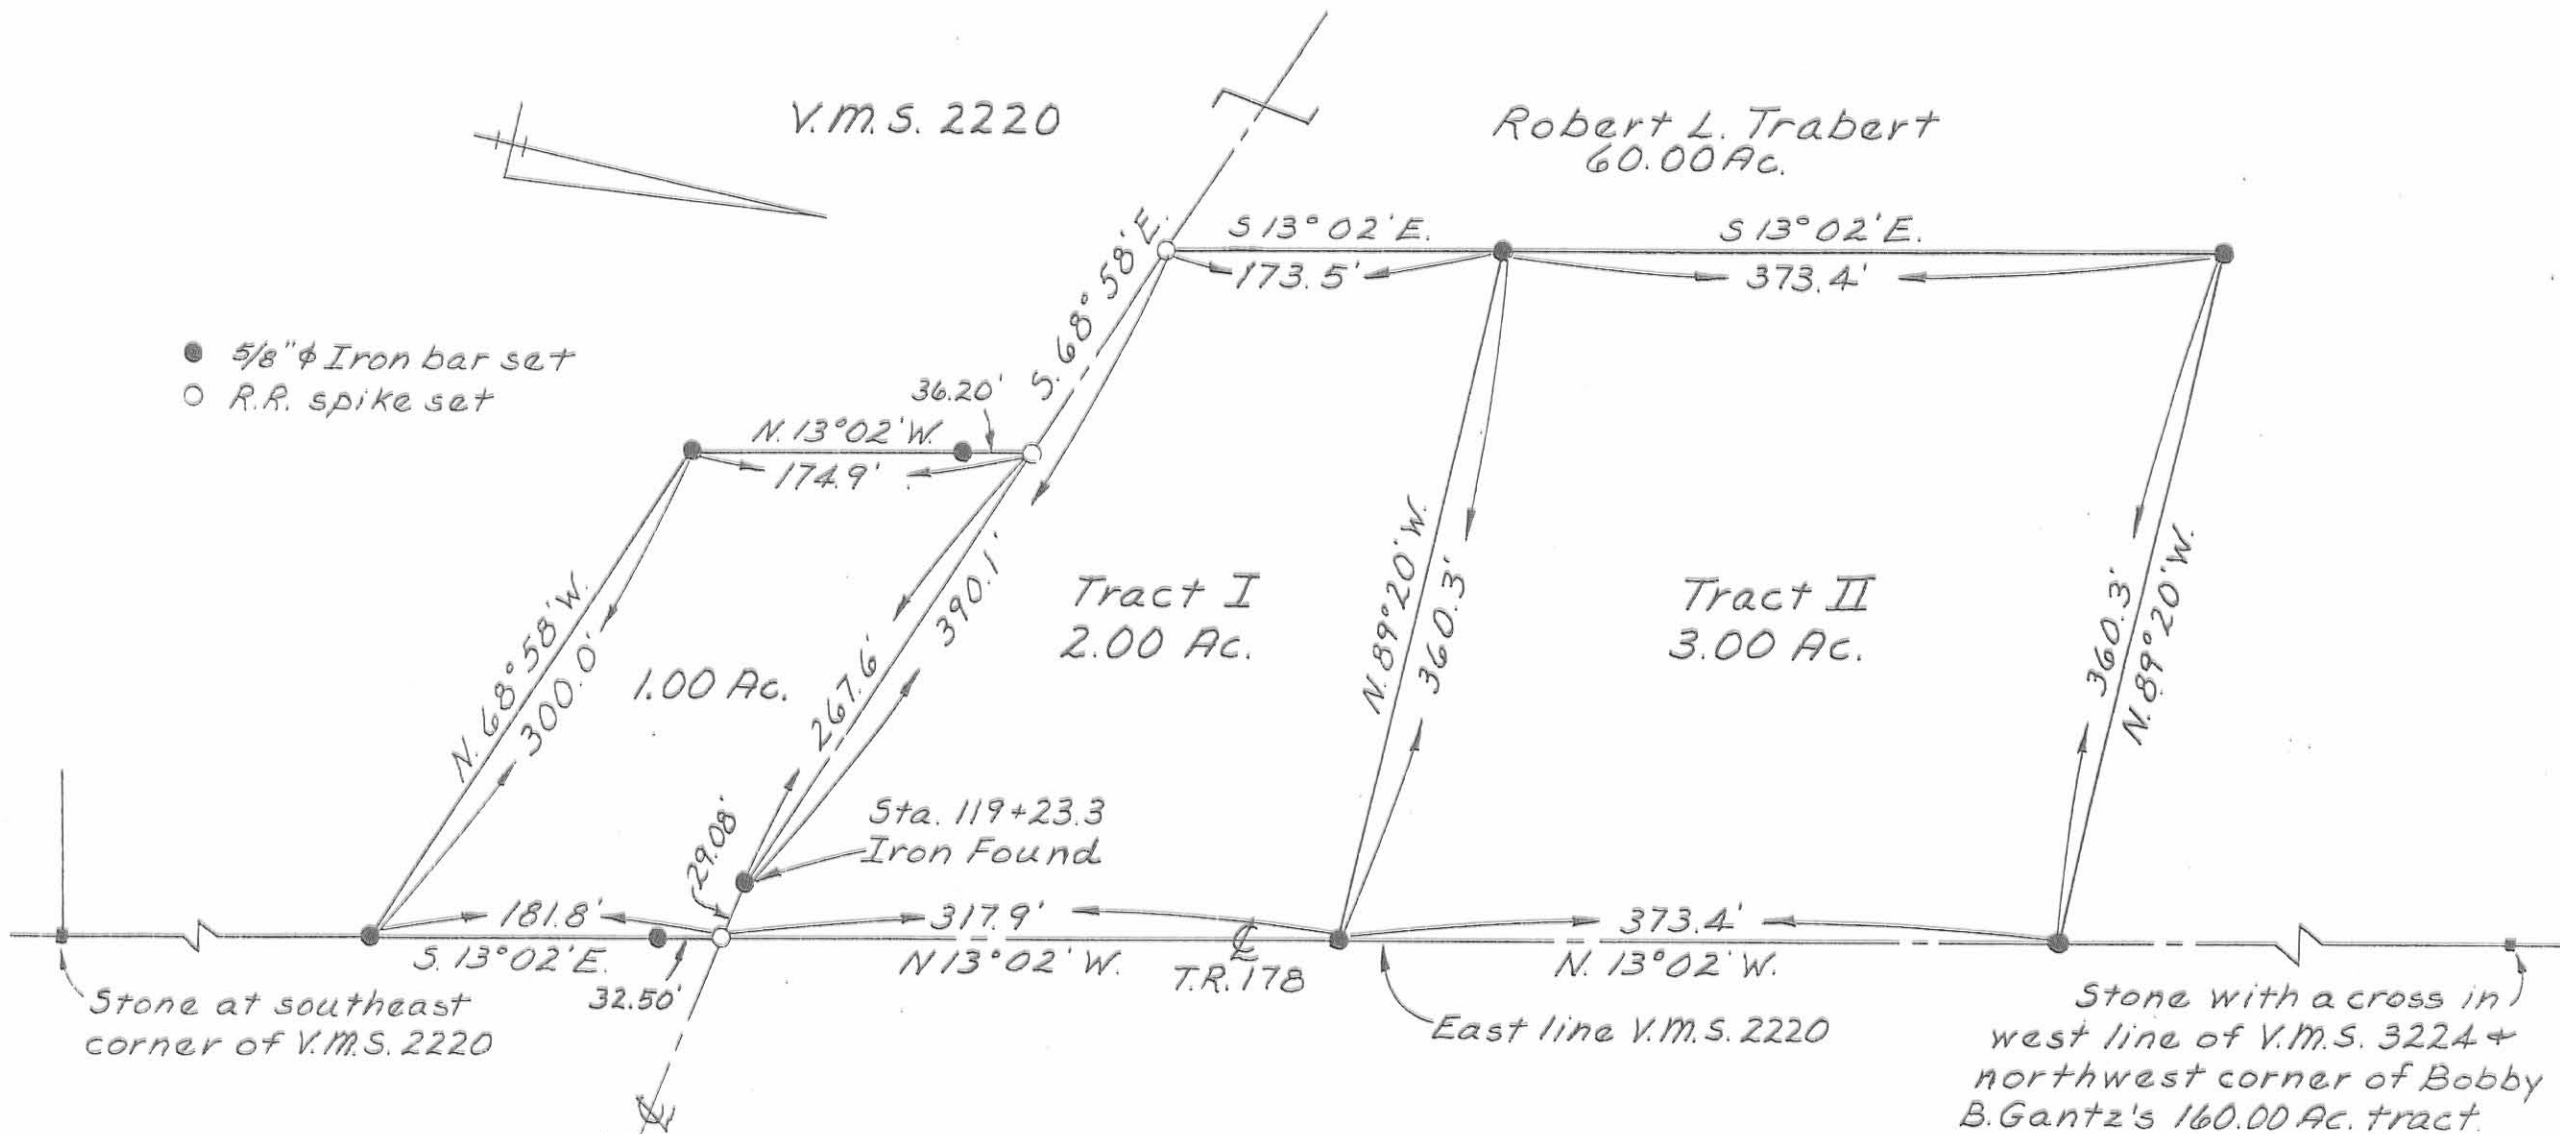 V.M.S. 2220
Robert L. Trabert
60.00 Ac.
S 13° 02' E.
S 13° 02' E.
173.5'
373.4'
S. 68° 58' E.
5/8" ϕ Iron bar set
R.R. spike set
36.20'
N. 13° 02' W.
174.9'
N. 68° 58' W.
300.0'
1.00 Ac.
267.6'
390.1'
Tract I
2.00 Ac.
N. 89° 20' W.
360.3'
Tract II
3.00 Ac.
360.3'
N. 89° 20' W.
29.08'
Sta. 119+23.3
Iron Found
181.8'
317.9'
373.4'
S. 13° 02' E.
32.50'
N 13° 02' W.
℄
T.R. 178
N. 13° 02' W.
Stone at southeast
corner of V.M.S. 2220
East line V.M.S. 2220
Stone with a cross in
west line of V.M.S. 3224 &
northwest corner of Bobby
B. Gantz's 160.00 Ac. tract.
℄